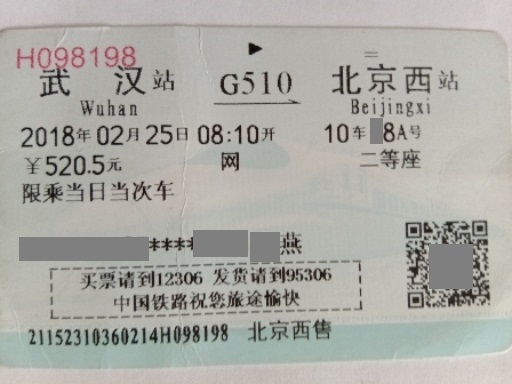 H098198
武 汉站 G510 北京西站
Wuhan Beijingxi
2018年02月25日08:10开 10车 8A号
￥520.5元 网 二等座
限乘当日当次车
**** 燕
买票请到12306 发货请到95306
中国铁路祝您旅途愉快
21152310360214H098198 北京西售